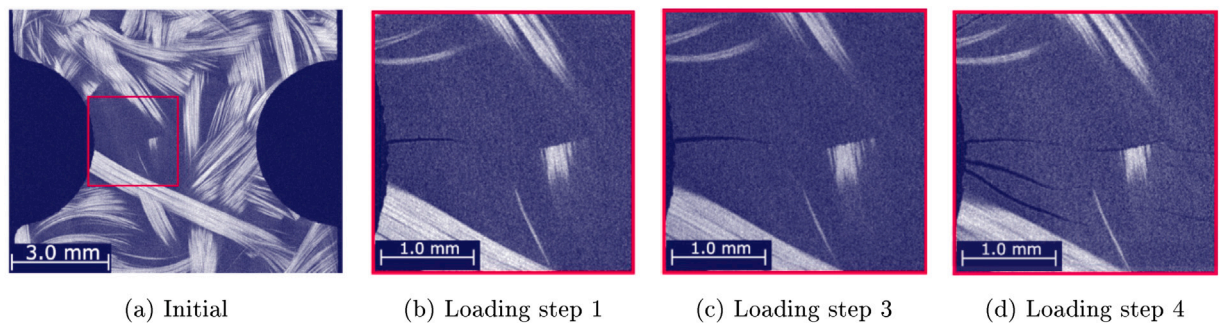 3.0 mm
1.0 mm
1.0 mm
1.0 mm
(a) Initial
(b) Loading step 1
(c) Loading step 3
(d) Loading step 4